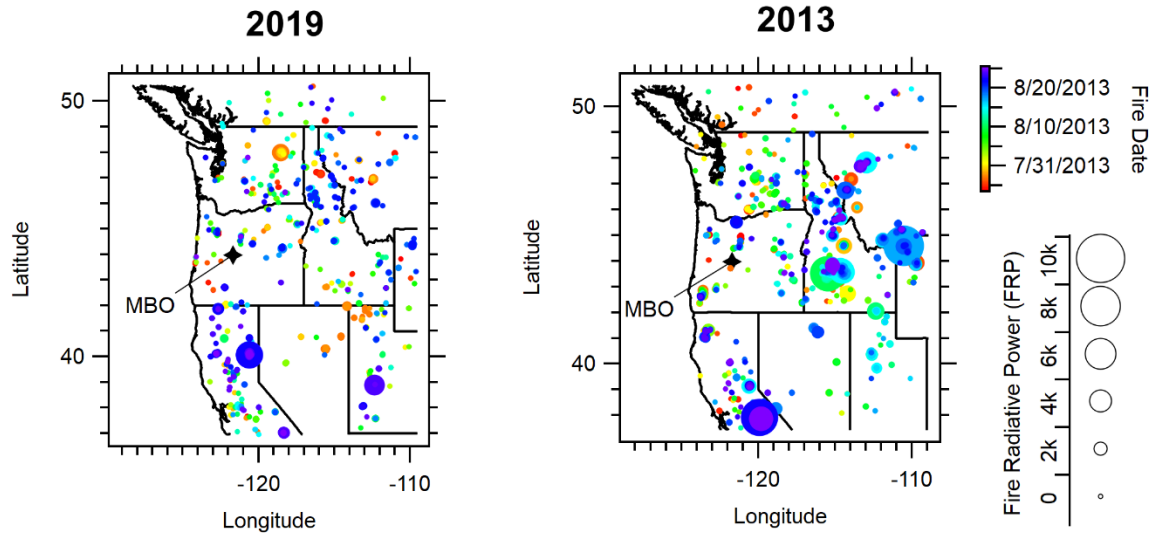 2019
50
40
Latitude
MBO
-120
-110
Longitude
2013
50
40
Latitude
MBO
-120
-110
Longitude
8/20/2013
8/10/2013
7/31/2013
Fire Date
Fire Radiative Power (FRP)
10k
8k
6k
4k
2k
0